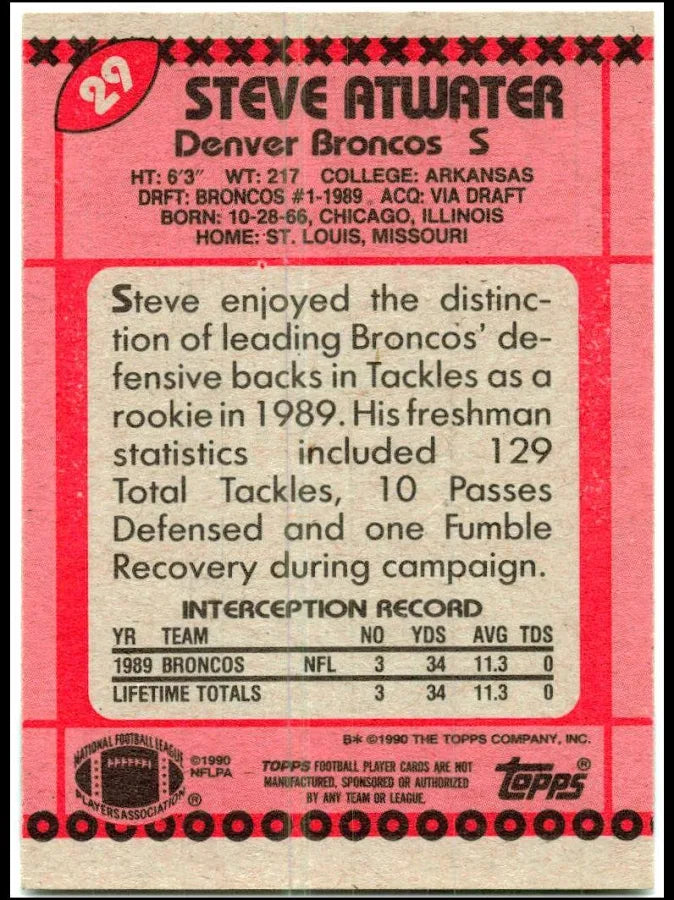 29
STEVE ATWATER
Denver Broncos S
HT: 6'3" WT: 217 COLLEGE: ARKANSAS
DRFT: BRONCOS #1-1989 ACQ: VIA DRAFT
BORN: 10-28-66, CHICAGO, ILLINOIS
HOME: ST. LOUIS, MISSOURI
Steve enjoyed the distinc-
tion of leading Broncos' de-
fensive backs in Tackles as a
rookie in 1989. His freshman
statistics included 129
Total Tackles, 10 Passes
Defensed and one Fumble
Recovery during campaign.
INTERCEPTION RECORD
YR TEAM NO YDS AVG TDS
1989 BRONCOS NFL 3 34 11.3 0
LIFETIME TOTALS 3 34 11.3 0
NATIONAL FOOTBALL LEAGUE
PLAYERS ASSOCIATION ®
©1990
NFLPA
B* ©1990 THE TOPPS COMPANY, INC.
TOPPS FOOTBALL PLAYER CARDS ARE NOT
MANUFACTURED, SPONSORED OR AUTHORIZED
BY ANY TEAM OR LEAGUE.
topps®